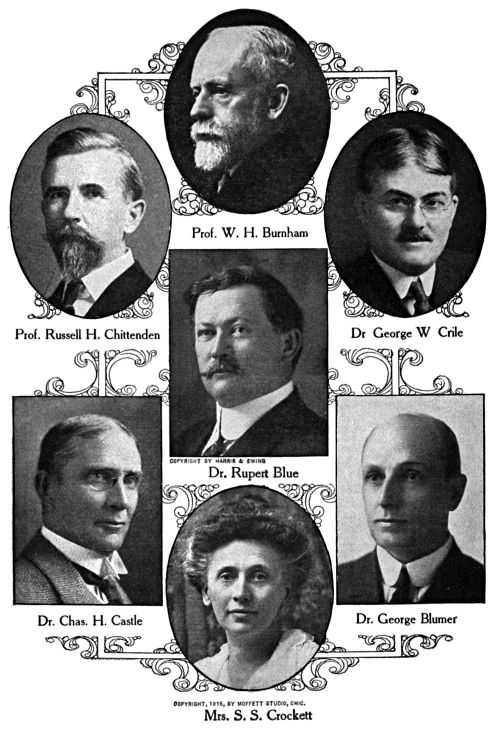 Prof. W. H. Burnham
Prof. Russell H. Chittenden
Dr George W Crile
COPYRIGHT BY HARRIS & EWING
Dr. Rupert Blue
Dr. Chas. H. Castle
Dr. George Blumer
COPYRIGHT, 1915, BY MOFFETT STUDIO, CHIC.
Mrs. S. S. Crockett